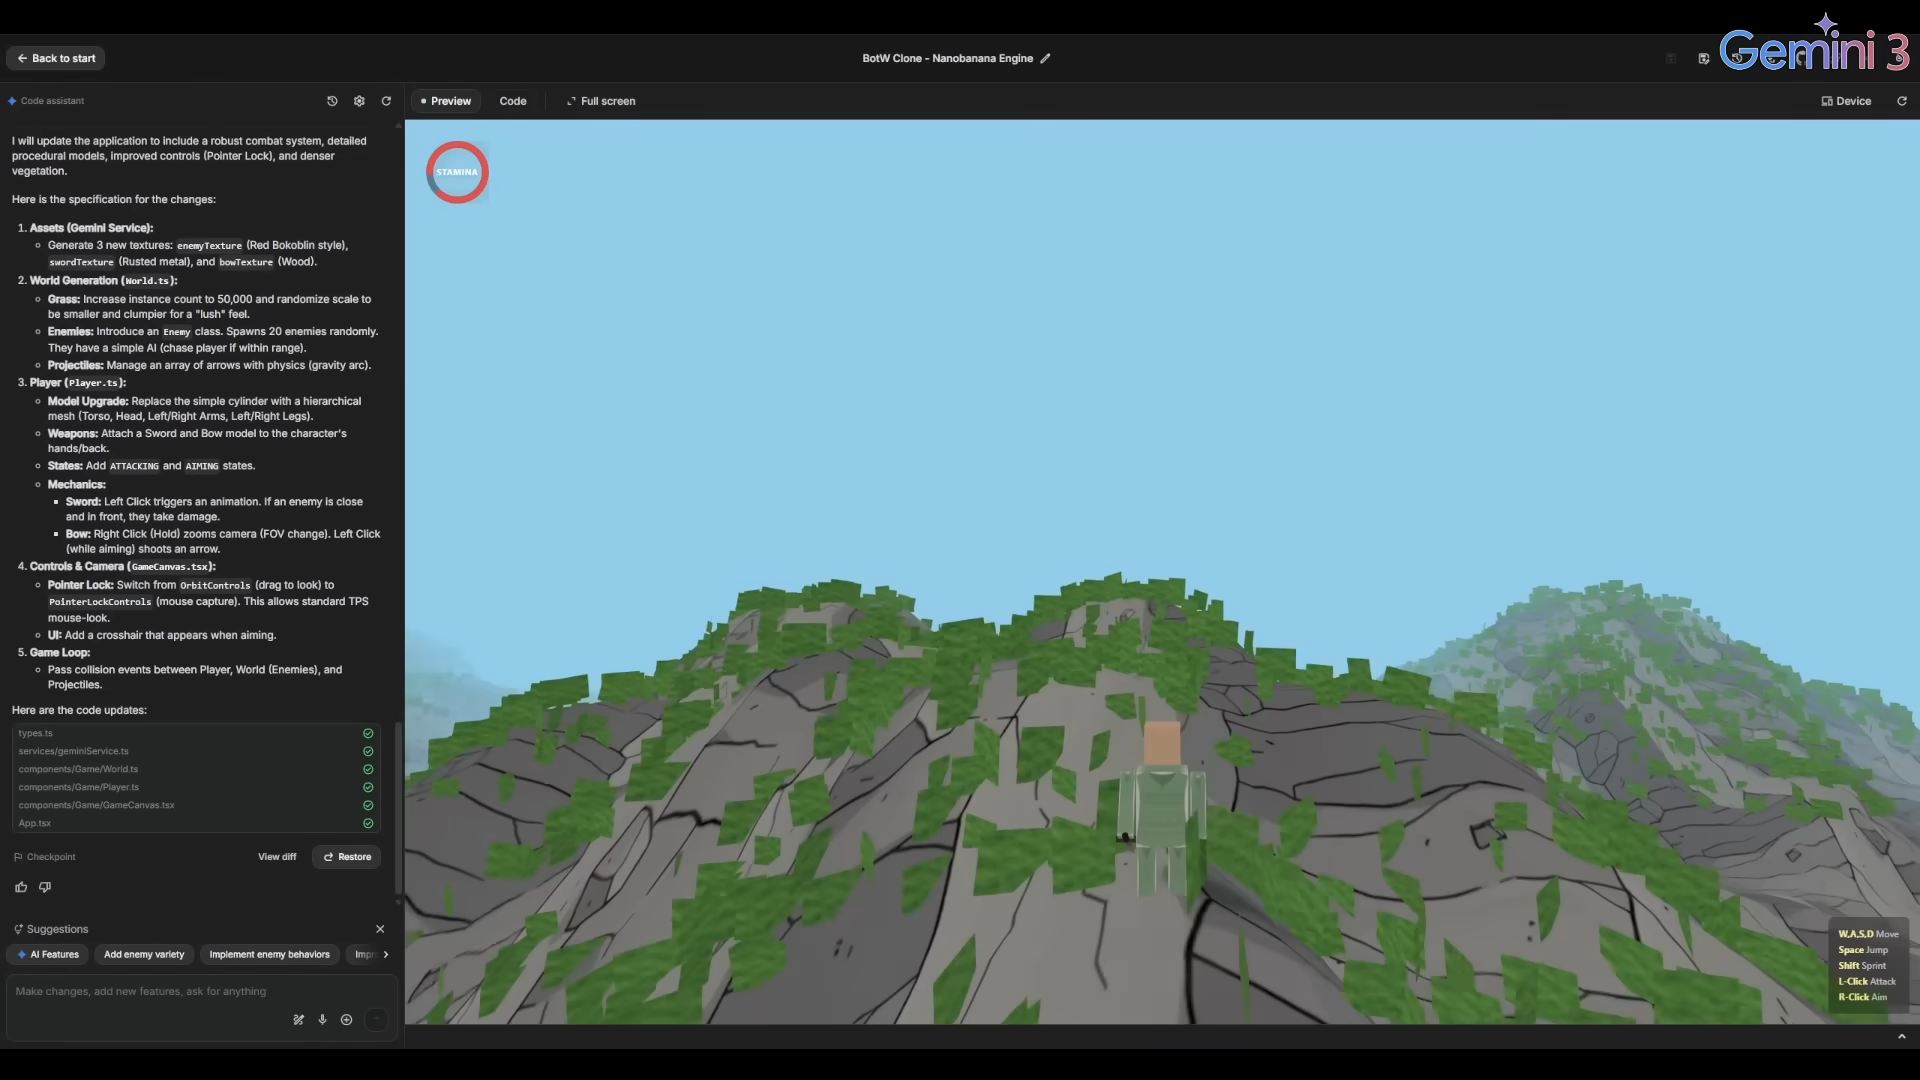 Gemini 3
Back to start
BotW Clone - Nanobanana Engine
Code assistant
Preview
Code
Full screen
Device
I will update the application to include a robust combat system, detailed
procedural models, improved controls (Pointer Lock), and denser
vegetation.
Here is the specification for the changes:
1. Assets (Gemini Service):
Generate 3 new textures: enemyTexture (Red Bokoblin style),
swordTexture (Rusted metal), and bowTexture (Wood).
2. World Generation (World.ts):
Grass: Increase instance count to 50,000 and randomize scale to
be smaller and clumpier for a "lush" feel.
Enemies: Introduce an Enemy class. Spawns 20 enemies randomly.
They have a simple AI (chase player if within range).
Projectiles: Manage an array of arrows with physics (gravity arc).
3. Player (Player.ts):
Model Upgrade: Replace the simple cylinder with a hierarchical
mesh (Torso, Head, Left/Right Arms, Left/Right Legs).
Weapons: Attach a Sword and Bow model to the character's
hands/back.
States: Add ATTACKING and AIMING states.
Mechanics:
Sword: Left Click triggers an animation. If an enemy is close
and in front, they take damage.
Bow: Right Click (Hold) zooms camera (FOV change). Left Click
(while aiming) shoots an arrow.
4. Controls & Camera (GameCanvas.tsx):
Pointer Lock: Switch from OrbitControls (drag to look) to
PointerLockControls (mouse capture). This allows standard TPS
mouse-look.
UI: Add a crosshair that appears when aiming.
5. Game Loop:
Pass collision events between Player, World (Enemies), and
Projectiles.
Here are the code updates:
types.ts
services/geminiService.ts
components/Game/World.ts
components/Game/Player.ts
components/Game/GameCanvas.tsx
App.tsx
Checkpoint
View diff
Restore
Suggestions
AI Features
Add enemy variety
Implement enemy behaviors
Impr
Make changes, add new features, ask for anything
STAMINA
W,A,S,D Move
Space Jump
Shift Sprint
L-Click Attack
R-Click Aim